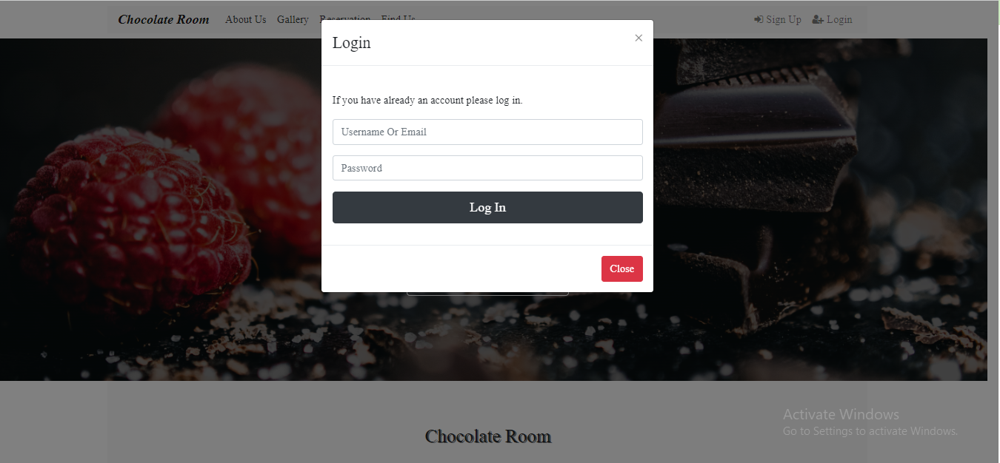 Chocolate Room About Us Gallery Reservation Find Us Sign Up Login
Login ×
If you have already an account please log in.
Username Or Email
Password
Log In
Close
Chocolate Room
Activate Windows
Go to Settings to activate Windows.